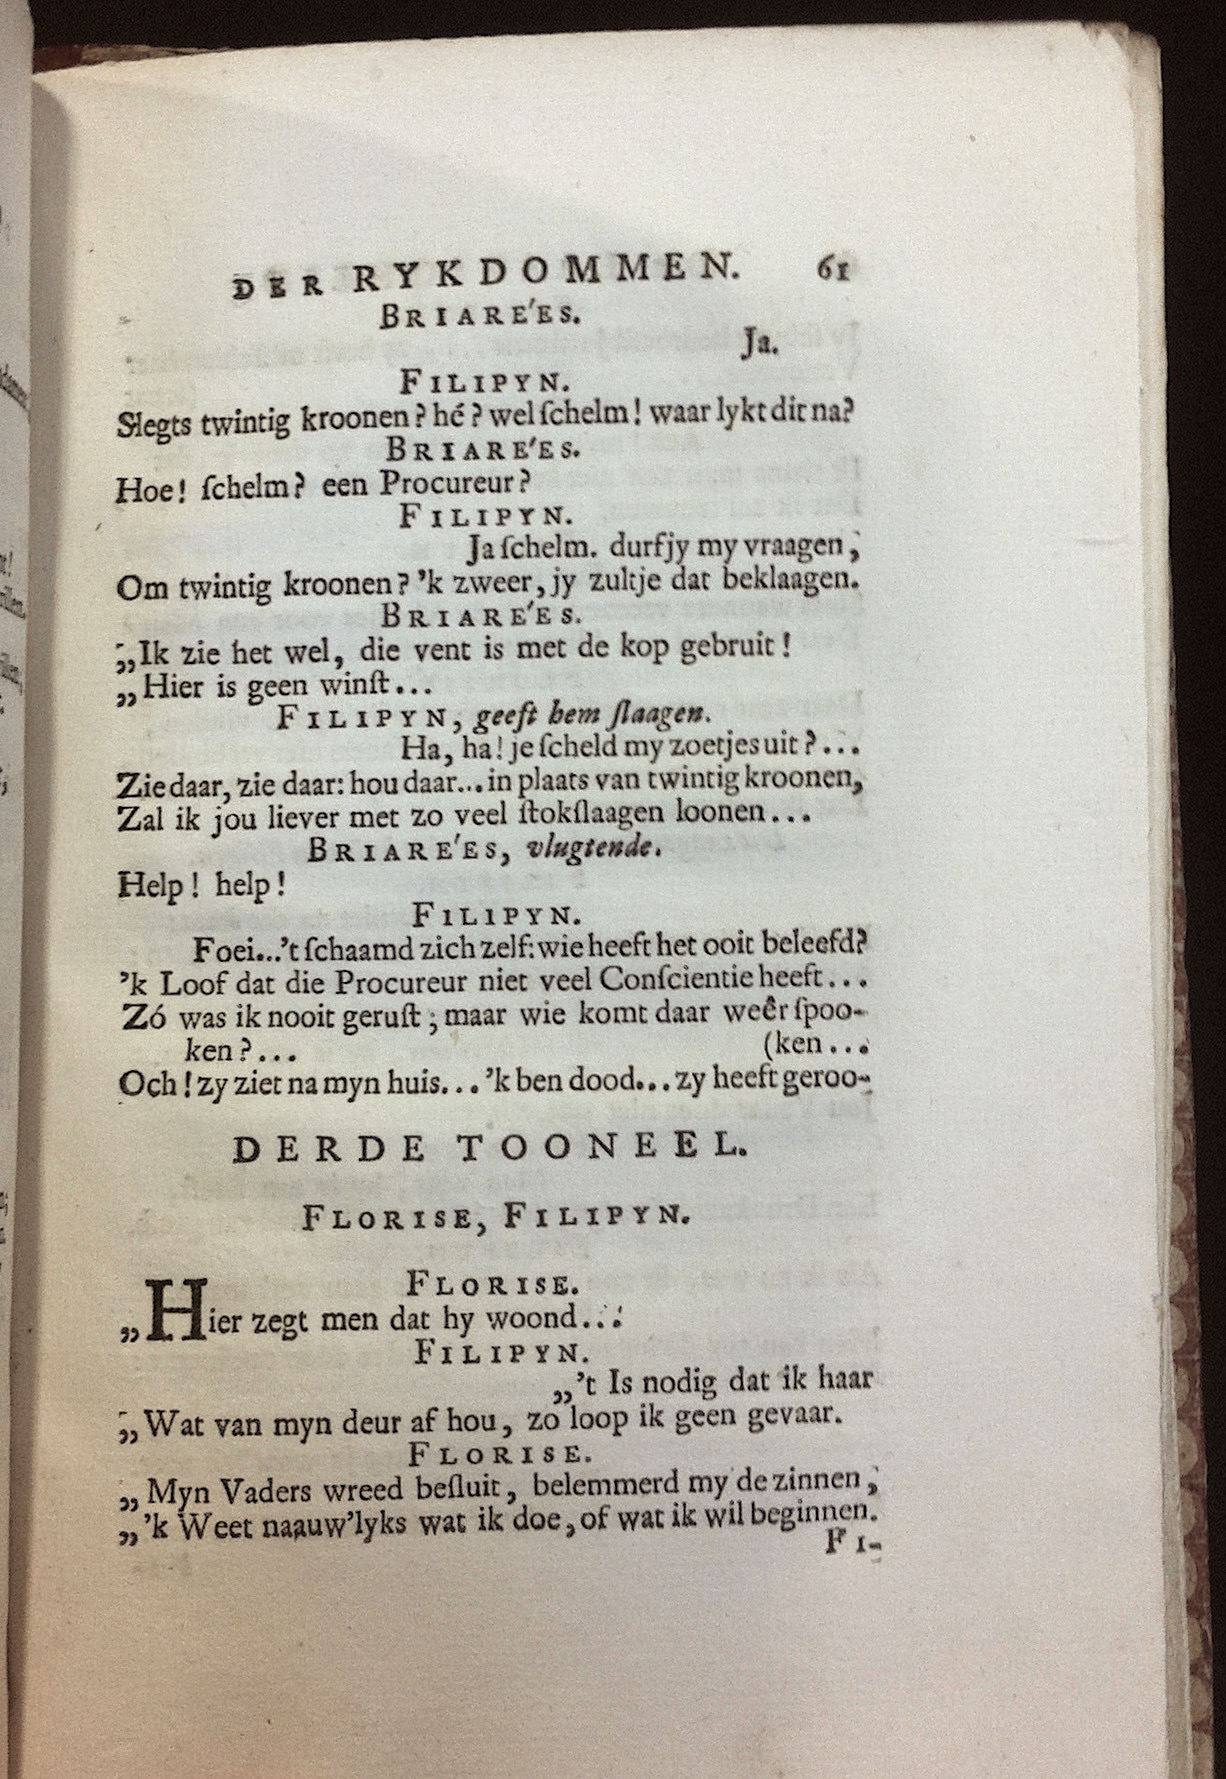 DER RYKDOMMEN. 61
BRIARE'ES.
Ja.
FILIPYN.
Slegts twintig kroonen? hé? wel ſchelm! waar lykt dit na?
BRIARE'ES.
Hoe! ſchelm? een Procureur?
FILIPYN.
Ja ſchelm. durfjy my vraagen,
Om twintig kroonen? 'k zweer, jy zultje dat beklaagen.
BRIARE'ES.
„Ik zie het wel, die vent is met de kop gebruit!
„Hier is geen winſt...
FILIPYN, geeft hem ſlaagen.
Ha, ha! je ſcheld my zoetjes uit?...
Zie daar, zie daar: hou daar... in plaats van twintig kroonen,
Zal ik jou liever met zo veel ſtokſlaagen loonen...
BRIARE'ES, vlugtende.
Help! help!
FILIPYN.
Foei...'t ſchaamd zich zelf: wie heeft het ooit beleefd?
'k Loof dat die Procureur niet veel Conſcientie heeft...
Zó was ik nooit geruſt; maar wie komt daar weêr ſpoo-
ken?... (ken...
Och! zy ziet na myn huis... 'k ben dood... zy heeft geroo-
DERDE TOONEEL.
FLORISE, FILIPYN.
FLORISE.
„Hier zegt men dat hy woond...
FILIPYN.
„'t Is nodig dat ik haar
„Wat van myn deur af hou, zo loop ik geen gevaar.
FLORISE.
„Myn Vaders wreed beſluit, belemmerd my de zinnen,
„'k Weet naauw'lyks wat ik doe, of wat ik wil beginnen.
FI-